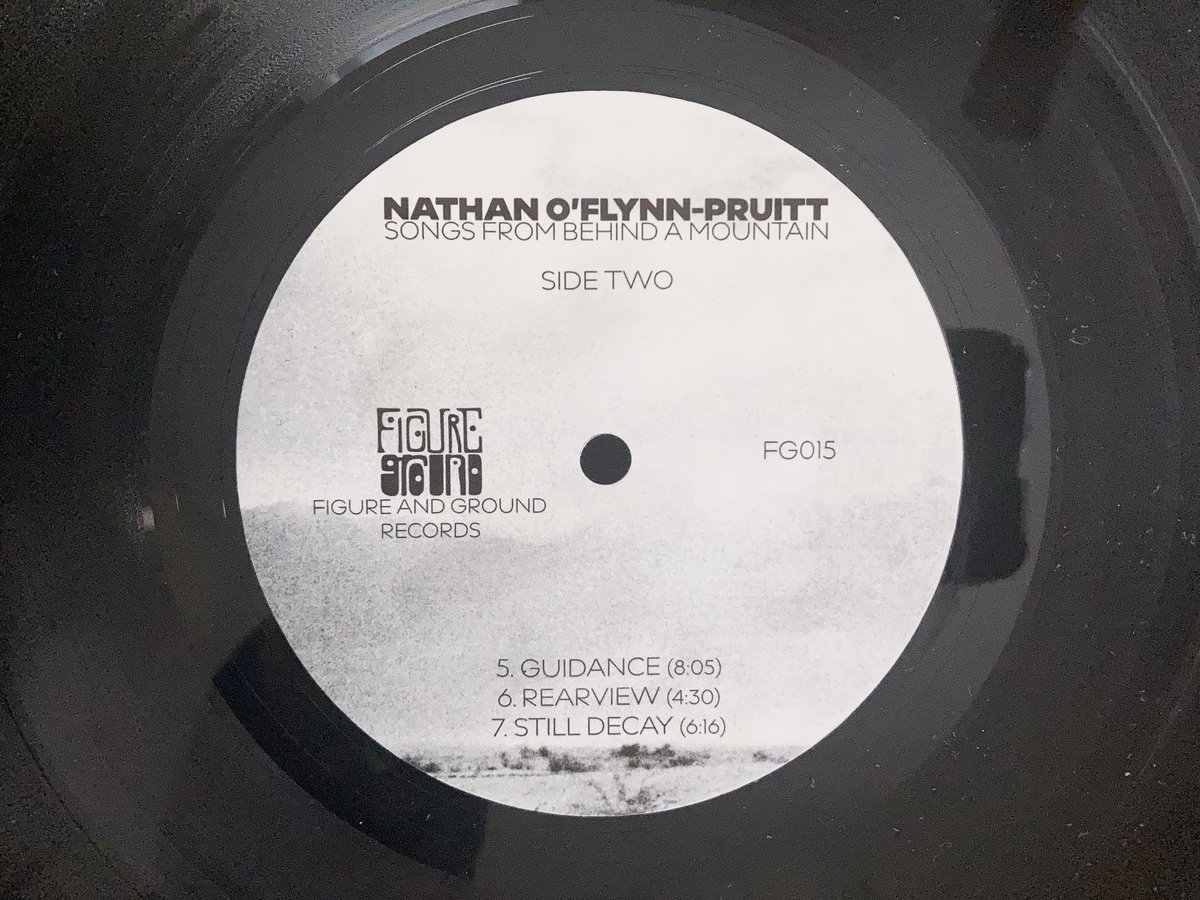 NATHAN O'FLYNN-PRUITT
SONGS FROM BEHIND A MOUNTAIN
SIDE TWO
FIGURE
GROUND
FIGURE AND GROUND
RECORDS
FG015
5. GUIDANCE (8:05)
6. REARVIEW (4:30)
7. STILL DECAY (6:16)